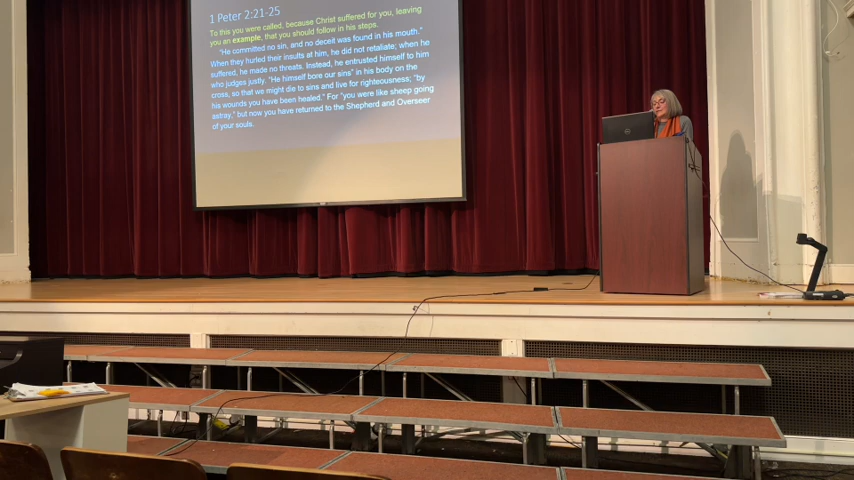 1 Peter 2:21-25
To this you were called, because Christ suffered for you, leaving
you an example, that you should follow in his steps.
"He committed no sin, and no deceit was found in his mouth."
When they hurled their insults at him, he did not retaliate; when he
suffered, he made no threats. Instead, he entrusted himself to him
who judges justly. "He himself bore our sins" in his body on the
cross, so that we might die to sins and live for righteousness; "by
his wounds you have been healed." For "you were like sheep going
astray," but now you have returned to the Shepherd and Overseer
of your souls.
DELL